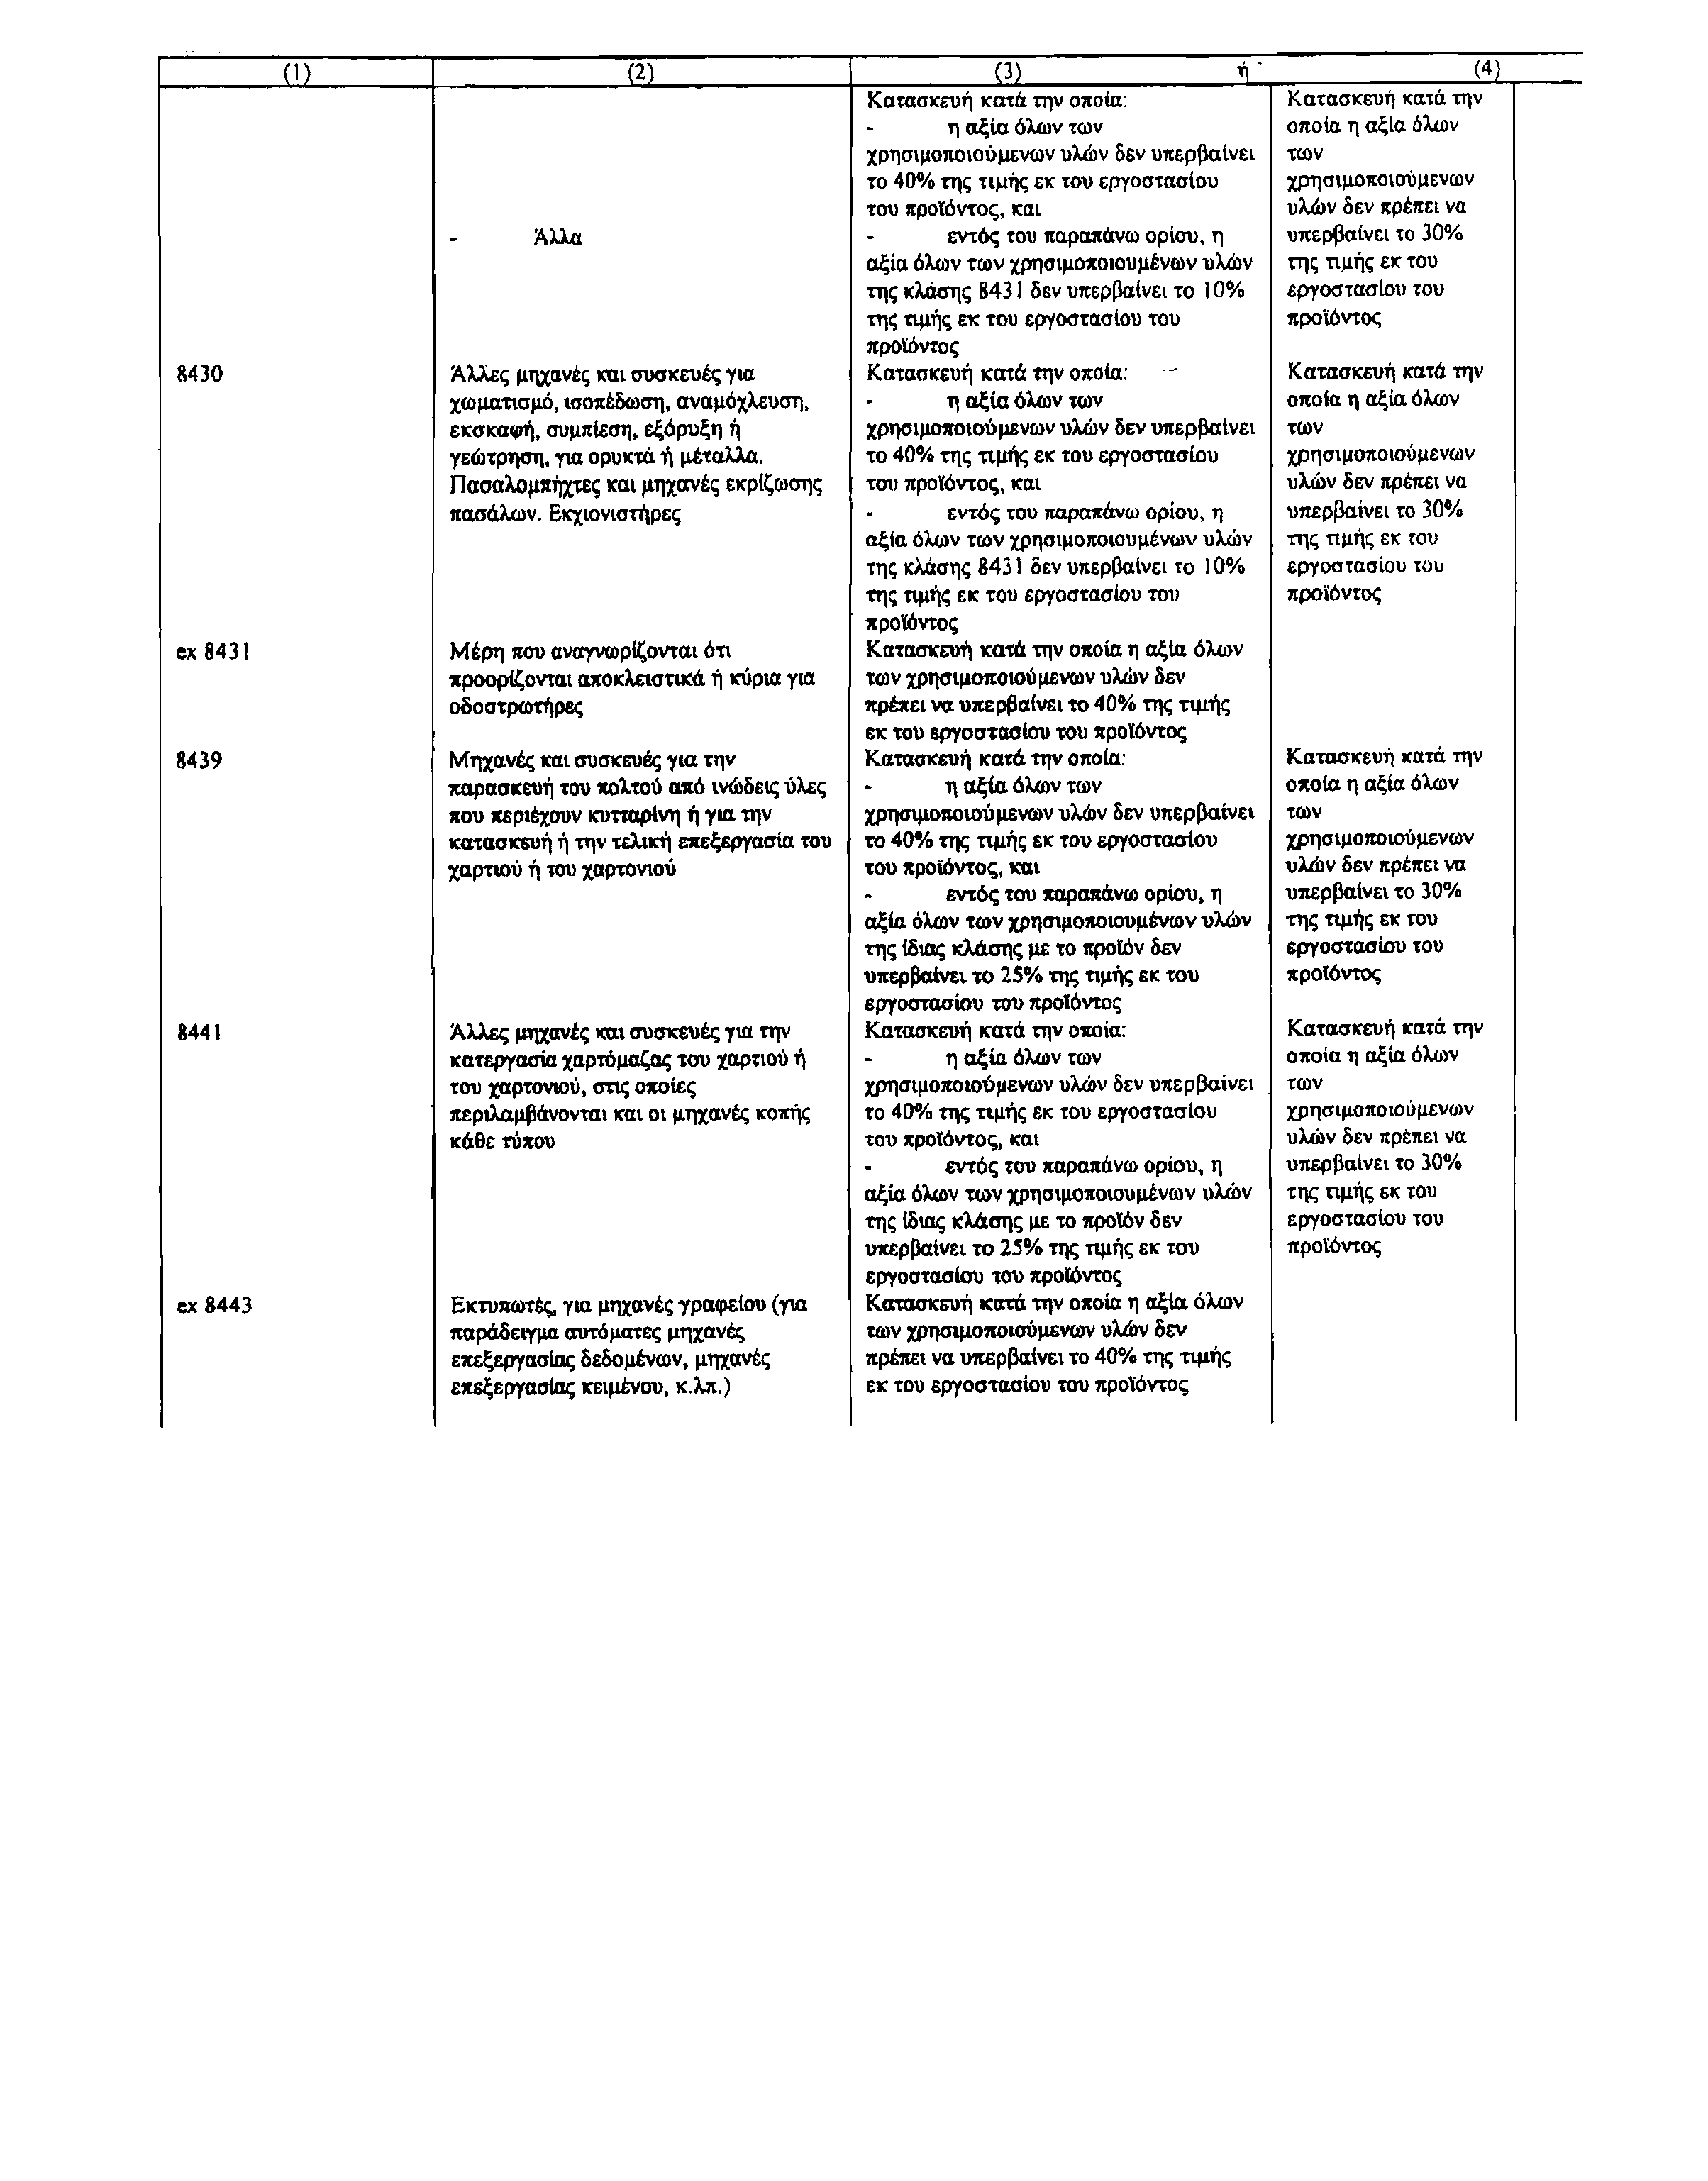 (1) (2) (3) ή (4)
Κατασκευή κατά την οποία:
- η αξία όλων των
χρησιμοποιούμενων υλών δεν υπερβαίνει
το 40% της τιμής εκ του εργοστασίου
του προϊόντος, και
- Άλλα
- εντός του παραπάνω ορίου, η
αξία όλων των χρησιμοποιουμένων υλών
της κλάσης 8431 δεν υπερβαίνει το 10%
της τιμής εκ του εργοστασίου του
προϊόντος
Κατασκευή κατά την
οποία η αξία όλων
των
χρησιμοποιούμενων
υλών δεν πρέπει να
υπερβαίνει το 30%
της τιμής εκ του
εργοστασίου του
προϊόντος
8430
Άλλες μηχανές και συσκευές για
χωματισμό, ισοπέδωση, αναμόχλευση,
εκσκαφή, συμπίεση, εξόρυξη ή
γεώτρηση, για ορυκτά ή μέταλλα.
Πασαλομπήχτες και μηχανές εκρίζωσης
πασάλων. Εκχιονιστήρες
Κατασκευή κατά την οποία:
- η αξία όλων των
χρησιμοποιούμενων υλών δεν υπερβαίνει
το 40% της τιμής εκ του εργοστασίου
του προϊόντος, και
- εντός του παραπάνω ορίου, η
αξία όλων των χρησιμοποιουμένων υλών
της κλάσης 8431 δεν υπερβαίνει το 10%
της τιμής εκ του εργοστασίου του
προϊόντος
Κατασκευή κατά την
οποία η αξία όλων
των
χρησιμοποιούμενων
υλών δεν πρέπει να
υπερβαίνει το 30%
της τιμής εκ του
εργοστασίου του
προϊόντος
ex 8431
Μέρη που αναγνωρίζονται ότι
προορίζονται αποκλειστικά ή κύρια για
οδοστρωτήρες
Κατασκευή κατά την οποία η αξία όλων
των χρησιμοποιούμενων υλών δεν
πρέπει να υπερβαίνει το 40% της τιμής
εκ του εργοστασίου του προϊόντος
8439
Μηχανές και συσκευές για την
παρασκευή του πολτού από ινώδεις ύλες
που περιέχουν κυτταρίνη ή για την
κατασκευή ή την τελική επεξεργασία του
χαρτιού ή του χαρτονιού
Κατασκευή κατά την οποία:
- η αξία όλων των
χρησιμοποιούμενων υλών δεν υπερβαίνει
το 40% της τιμής εκ του εργοστασίου
του προϊόντος, και
- εντός του παραπάνω ορίου, η
αξία όλων των χρησιμοποιουμένων υλών
της ίδιας κλάσης με το προϊόν δεν
υπερβαίνει το 25% της τιμής εκ του
εργοστασίου του προϊόντος
Κατασκευή κατά την
οποία η αξία όλων
των
χρησιμοποιούμενων
υλών δεν πρέπει να
υπερβαίνει το 30%
της τιμής εκ του
εργοστασίου του
προϊόντος
8441
Άλλες μηχανές και συσκευές για την
κατεργασία χαρτόμαζας του χαρτιού ή
του χαρτονιού, στις οποίες
περιλαμβάνονται και οι μηχανές κοπής
κάθε τύπου
Κατασκευή κατά την οποία:
- η αξία όλων των
χρησιμοποιούμενων υλών δεν υπερβαίνει
το 40% της τιμής εκ του εργοστασίου
του προϊόντος, και
- εντός του παραπάνω ορίου, η
αξία όλων των χρησιμοποιουμένων υλών
της ίδιας κλάσης με το προϊόν δεν
υπερβαίνει το 25% της τιμής εκ του
εργοστασίου του προϊόντος
Κατασκευή κατά την
οποία η αξία όλων
των
χρησιμοποιούμενων
υλών δεν πρέπει να
υπερβαίνει το 30%
της τιμής εκ του
εργοστασίου του
προϊόντος
ex 8443
Εκτυπωτές, για μηχανές γραφείου (για
παράδειγμα αυτόματες μηχανές
επεξεργασίας δεδομένων, μηχανές
επεξεργασίας κειμένου, κ.λπ.)
Κατασκευή κατά την οποία η αξία όλων
των χρησιμοποιούμενων υλών δεν
πρέπει να υπερβαίνει το 40% της τιμής
εκ του εργοστασίου του προϊόντος